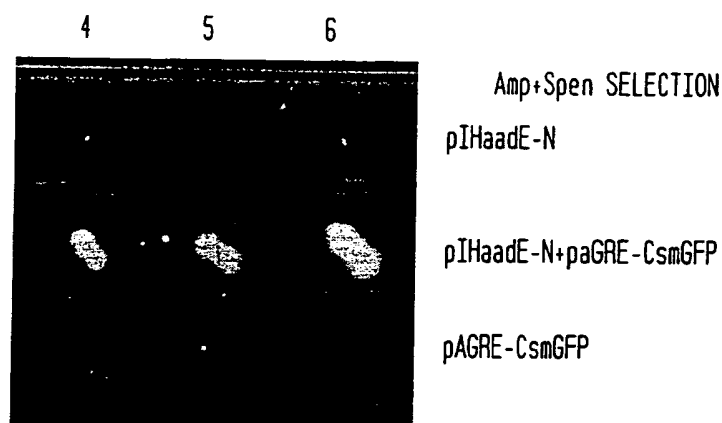 4 5 6
Amp+Spen SELECTION
pIHaadE-N
pIHaadE-N+paGRE-CsmGFP
pAGRE-CsmGFP